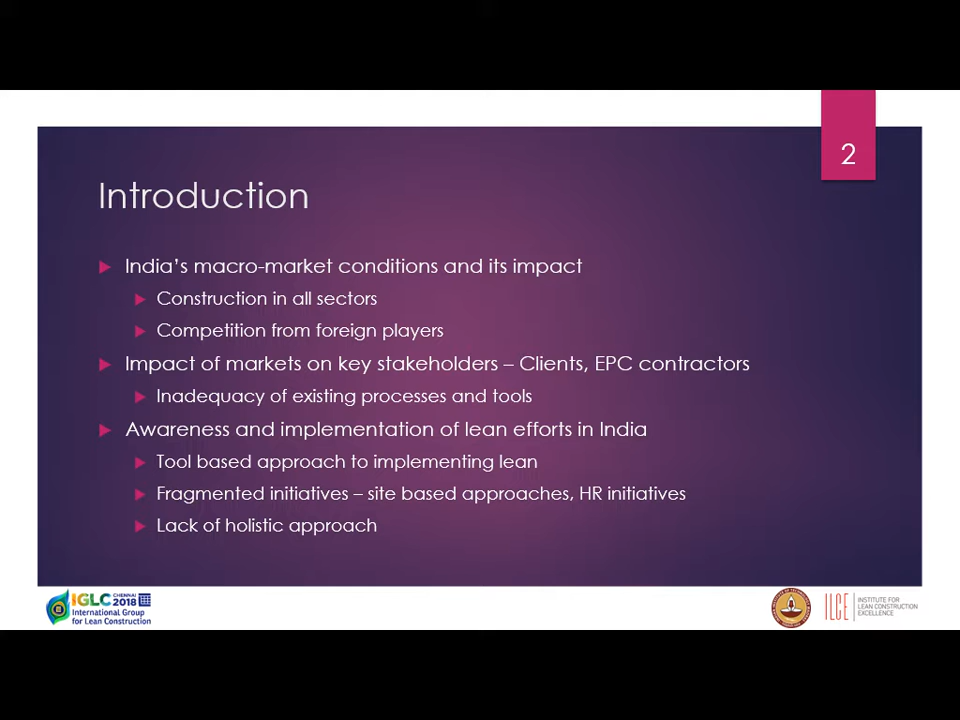 2
Introduction
India's macro-market conditions and its impact
Construction in all sectors
Competition from foreign players
Impact of markets on key stakeholders – Clients, EPC contractors
Inadequacy of existing processes and tools
Awareness and implementation of lean efforts in India
Tool based approach to implementing lean
Fragmented initiatives – site based approaches, HR initiatives
Lack of holistic approach
IGLC CHENNAI 2018
International Group
for Lean Construction
ILCE
INSTITUTE FOR
LEAN CONSTRUCTION
EXCELLENCE